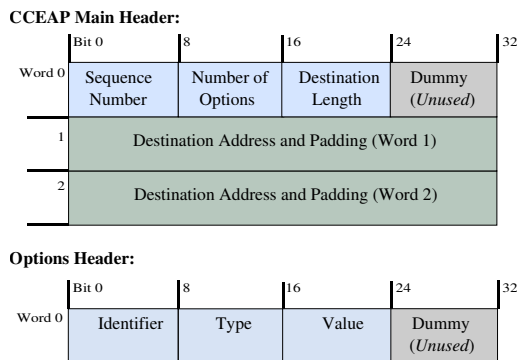 CCEAP Main Header:
Bit 0 8 16 24 32
Word 0
Sequence Number
Number of Options
Destination Length
Dummy (Unused)
1 Destination Address and Padding (Word 1)
2 Destination Address and Padding (Word 2)
Options Header:
Bit 0 8 16 24 32
Word 0 Identifier Type Value Dummy
(Unused)